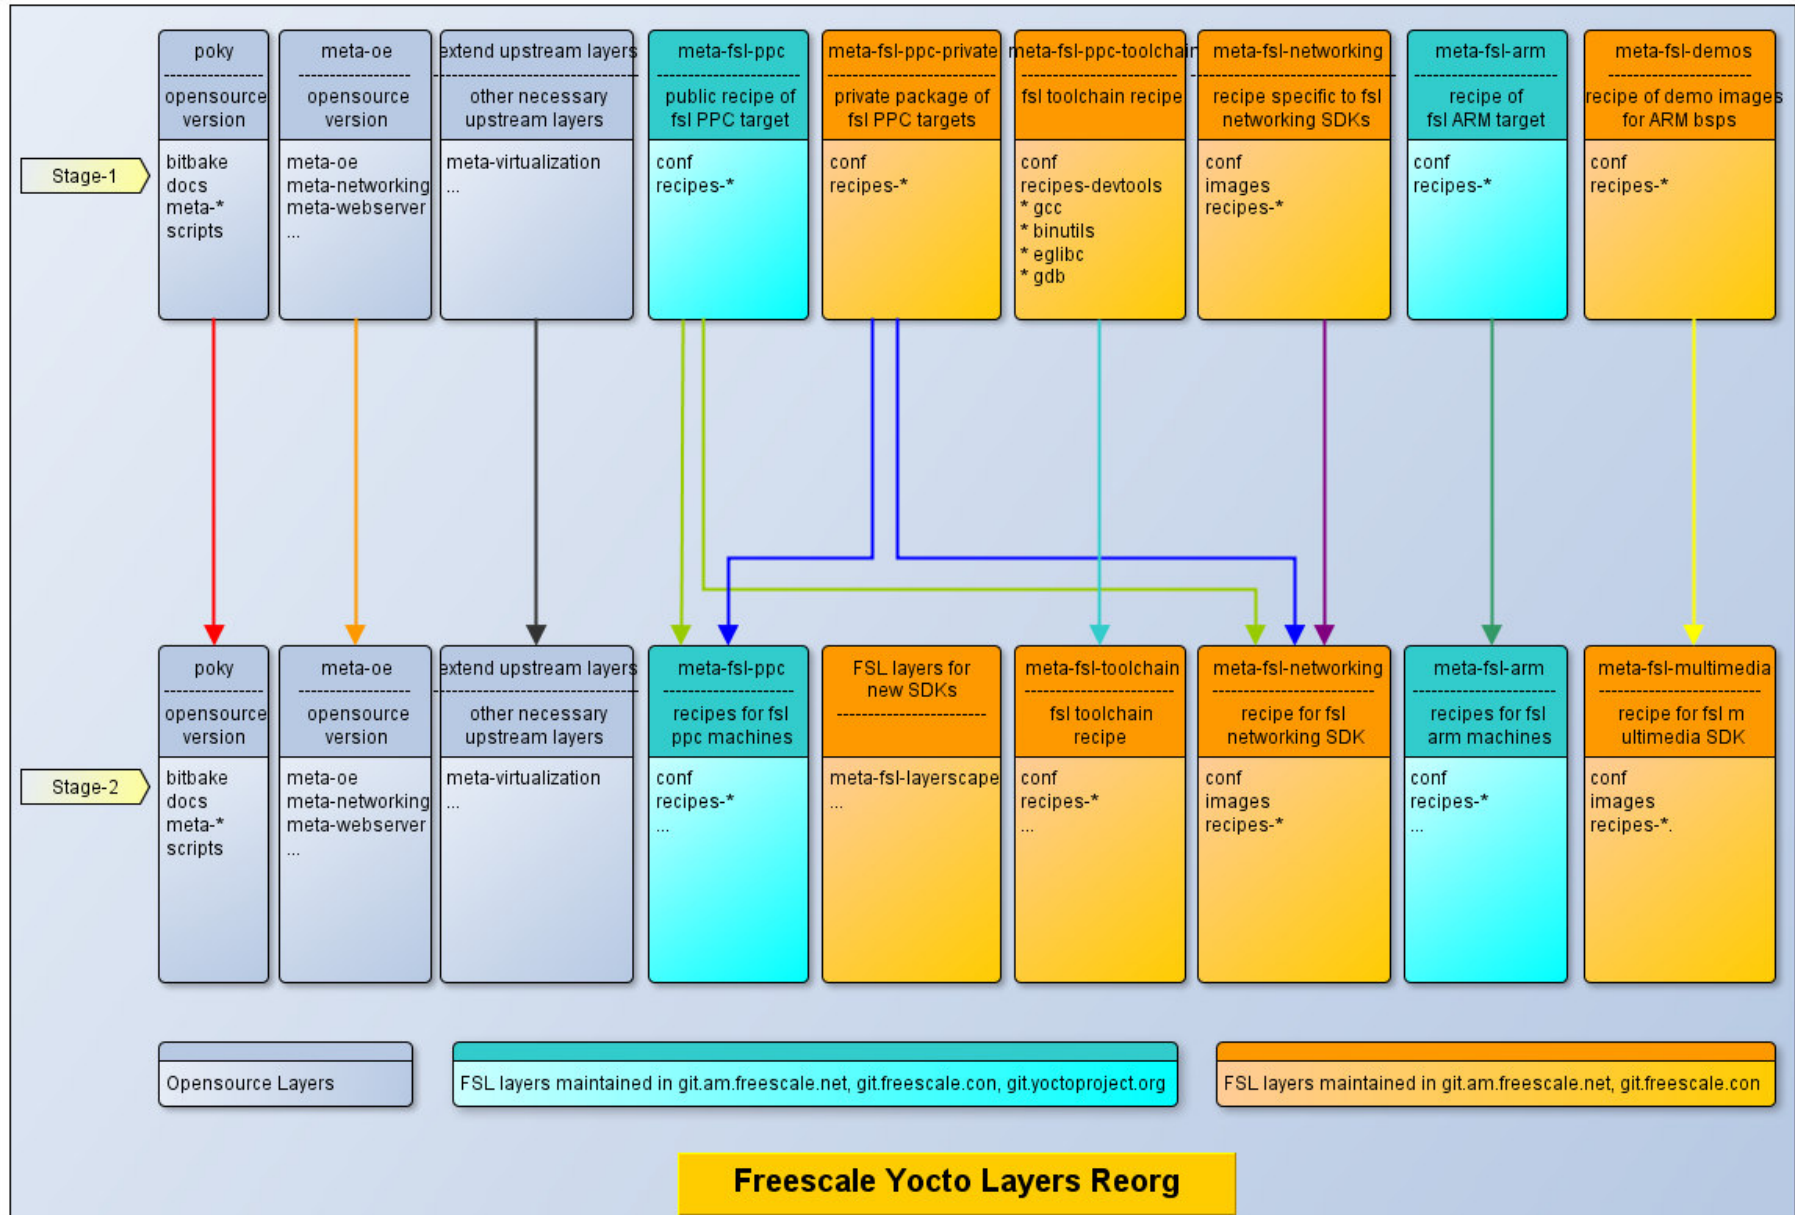 poky
opensource
version
bitbake
docs
meta-*
scripts
meta-oe
opensource
version
meta-oe
meta-networking
meta-webserver
...
extend upstream layers
other necessary
upstream layers
meta-virtualization
...
meta-fsl-ppc
public recipe of
fsl PPC target
conf
recipes-*
meta-fsl-ppc-private
private package of
fsl PPC targets
conf
recipes-*
meta-fsl-ppc-toolchain
fsl toolchain recipe
conf
recipes-devtools
* gcc
* binutils
* eglibc
* gdb
meta-fsl-networking
recipe specific to fsl
networking SDKs
conf
images
recipes-*
meta-fsl-arm
recipe of
fsl ARM target
conf
recipes-*
meta-fsl-demos
recipe of demo images
for ARM bsps
conf
recipes-*
Stage-1
poky
opensource
version
bitbake
docs
meta-*
scripts
meta-oe
opensource
version
meta-oe
meta-networking
meta-webserver
...
extend upstream layers
other necessary
upstream layers
meta-virtualization
...
meta-fsl-ppc
recipes for fsl
ppc machines
conf
recipes-*
...
FSL layers for
new SDKs
meta-fsl-layerscape
...
meta-fsl-toolchain
fsl toolchain
recipe
conf
recipes-*
...
meta-fsl-networking
recipe for fsl
networking SDK
conf
images
recipes-*
meta-fsl-arm
recipes for fsl
arm machines
conf
recipes-*
...
meta-fsl-multimedia
recipe for fsl m
ultimedia SDK
conf
images
recipes-*.
Stage-2
Opensource Layers
FSL layers maintained in git.am.freescale.net, git.freescale.con, git.yoctoproject.org
FSL layers maintained in git.am.freescale.net, git.freescale.con
Freescale Yocto Layers Reorg